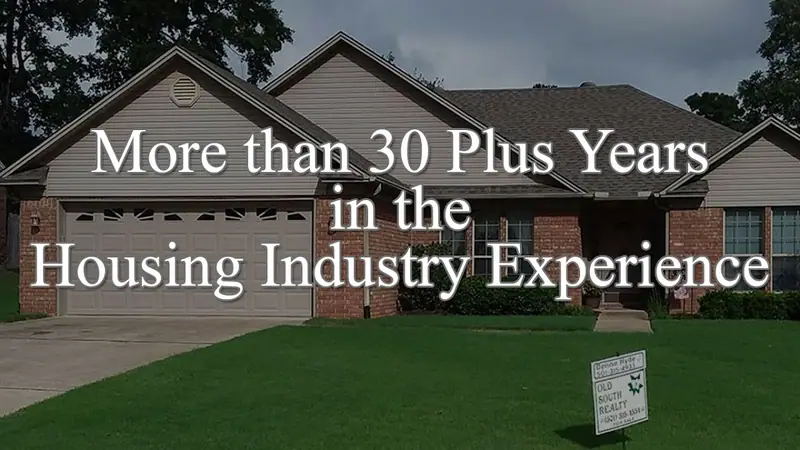 More than 30 Plus Years
in the
Housing Industry Experience
OLD
SOUTH
REALTY